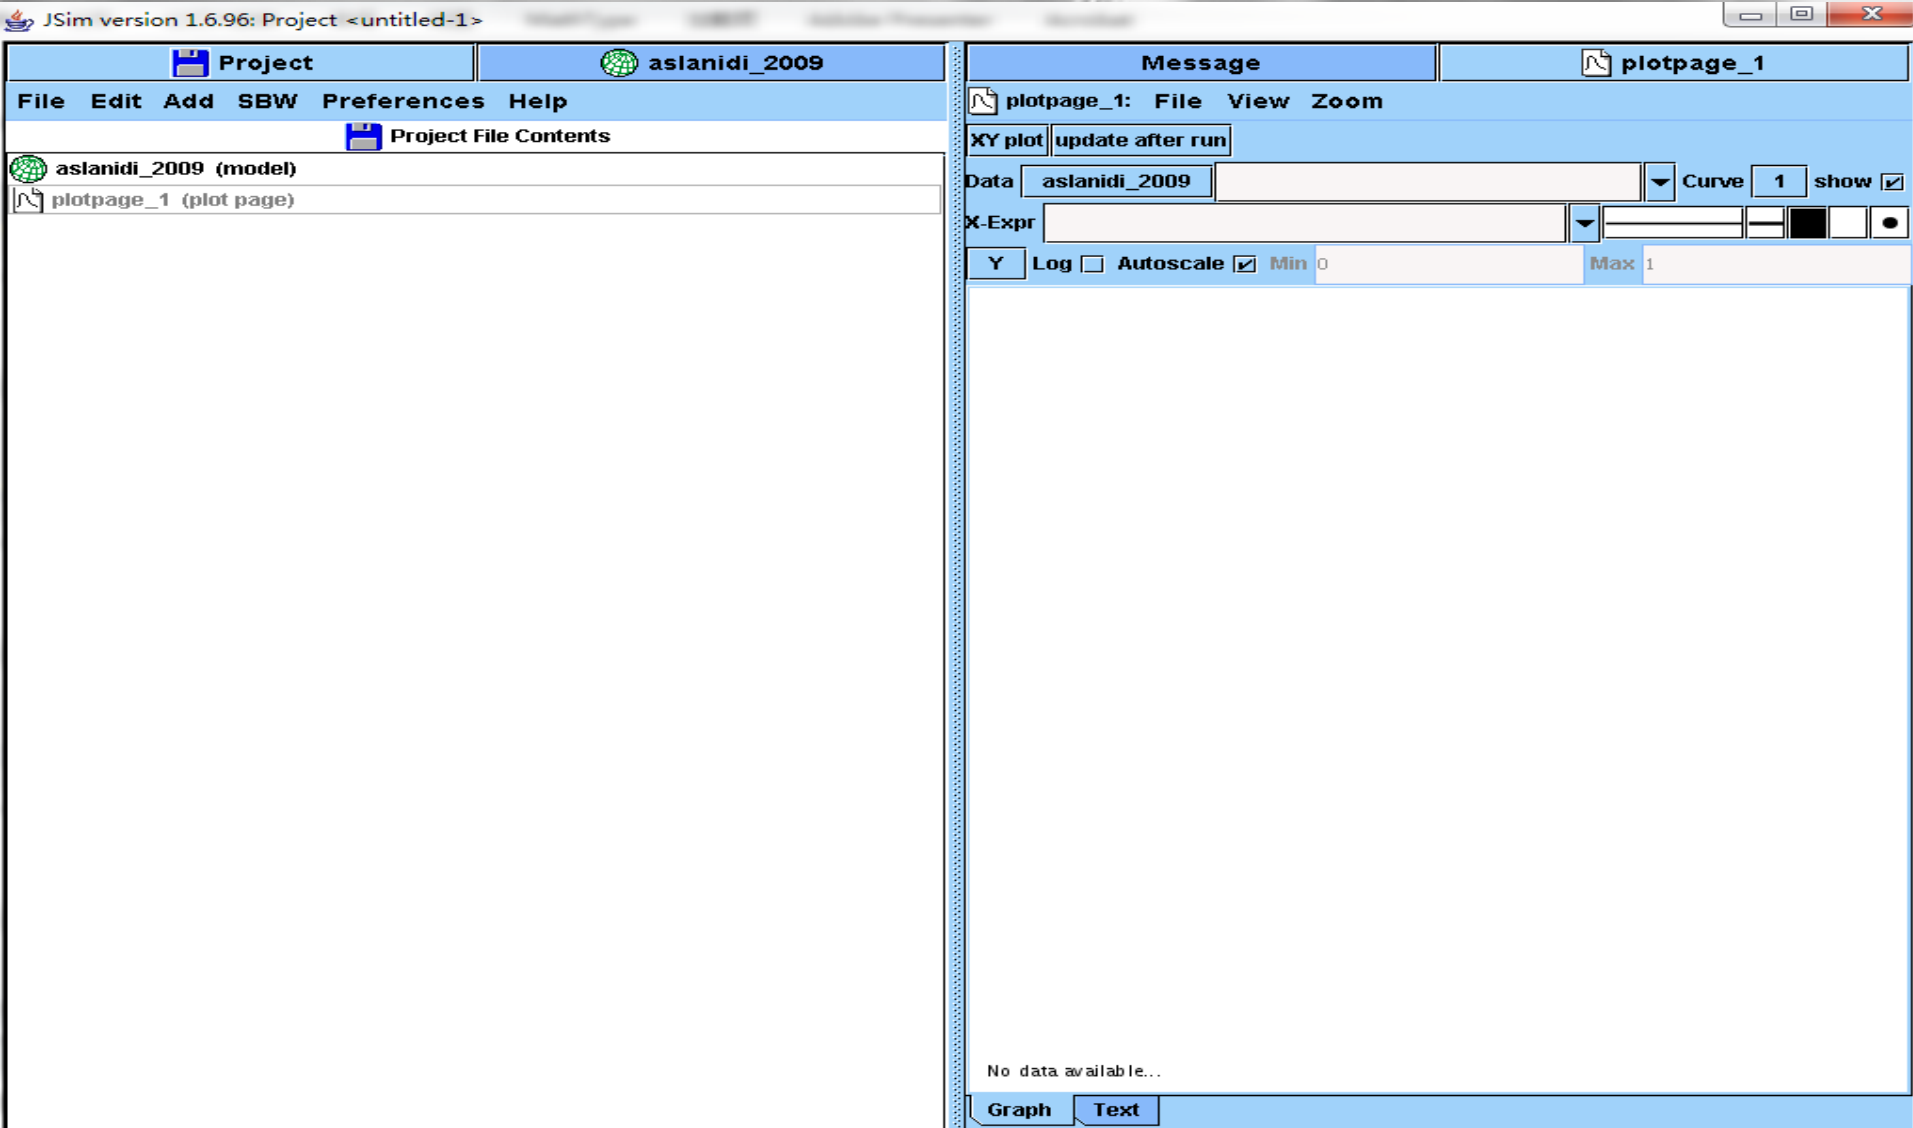 JSim version 1.6.96: Project <untitled-1>
Project
aslanidi_2009
File Edit Add SBW Preferences Help
Project File Contents
aslanidi_2009 (model)
plotpage_1 (plot page)
Message
plotpage_1
plotpage_1: File View Zoom
XY plot update after run
Data aslanidi_2009 Curve 1 show
X-Expr
Y Log Autoscale Min 0 Max 1
No data available...
Graph Text